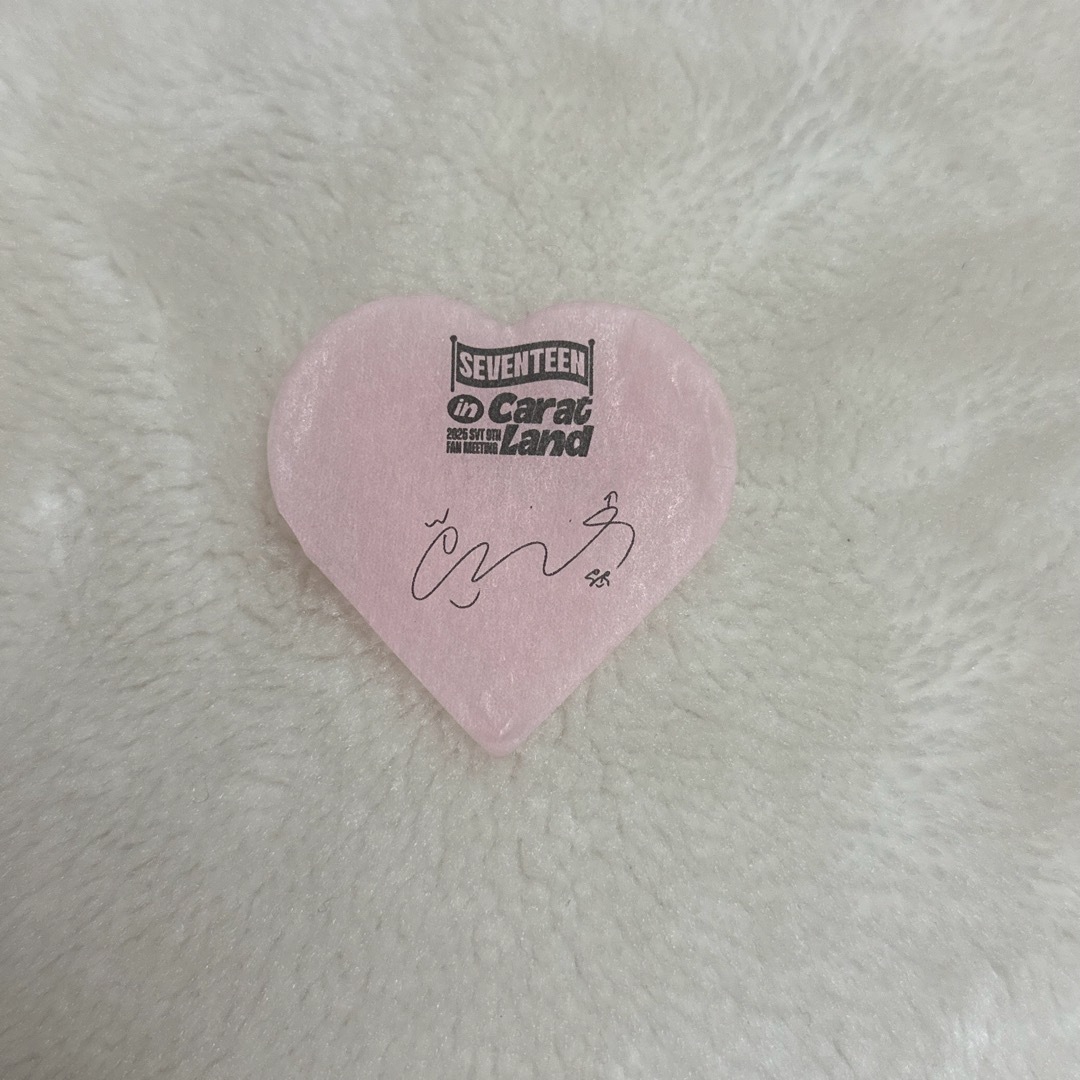 SEVENTEEN
in Carat
2025 SVT 9TH
FAN MEETING
Land